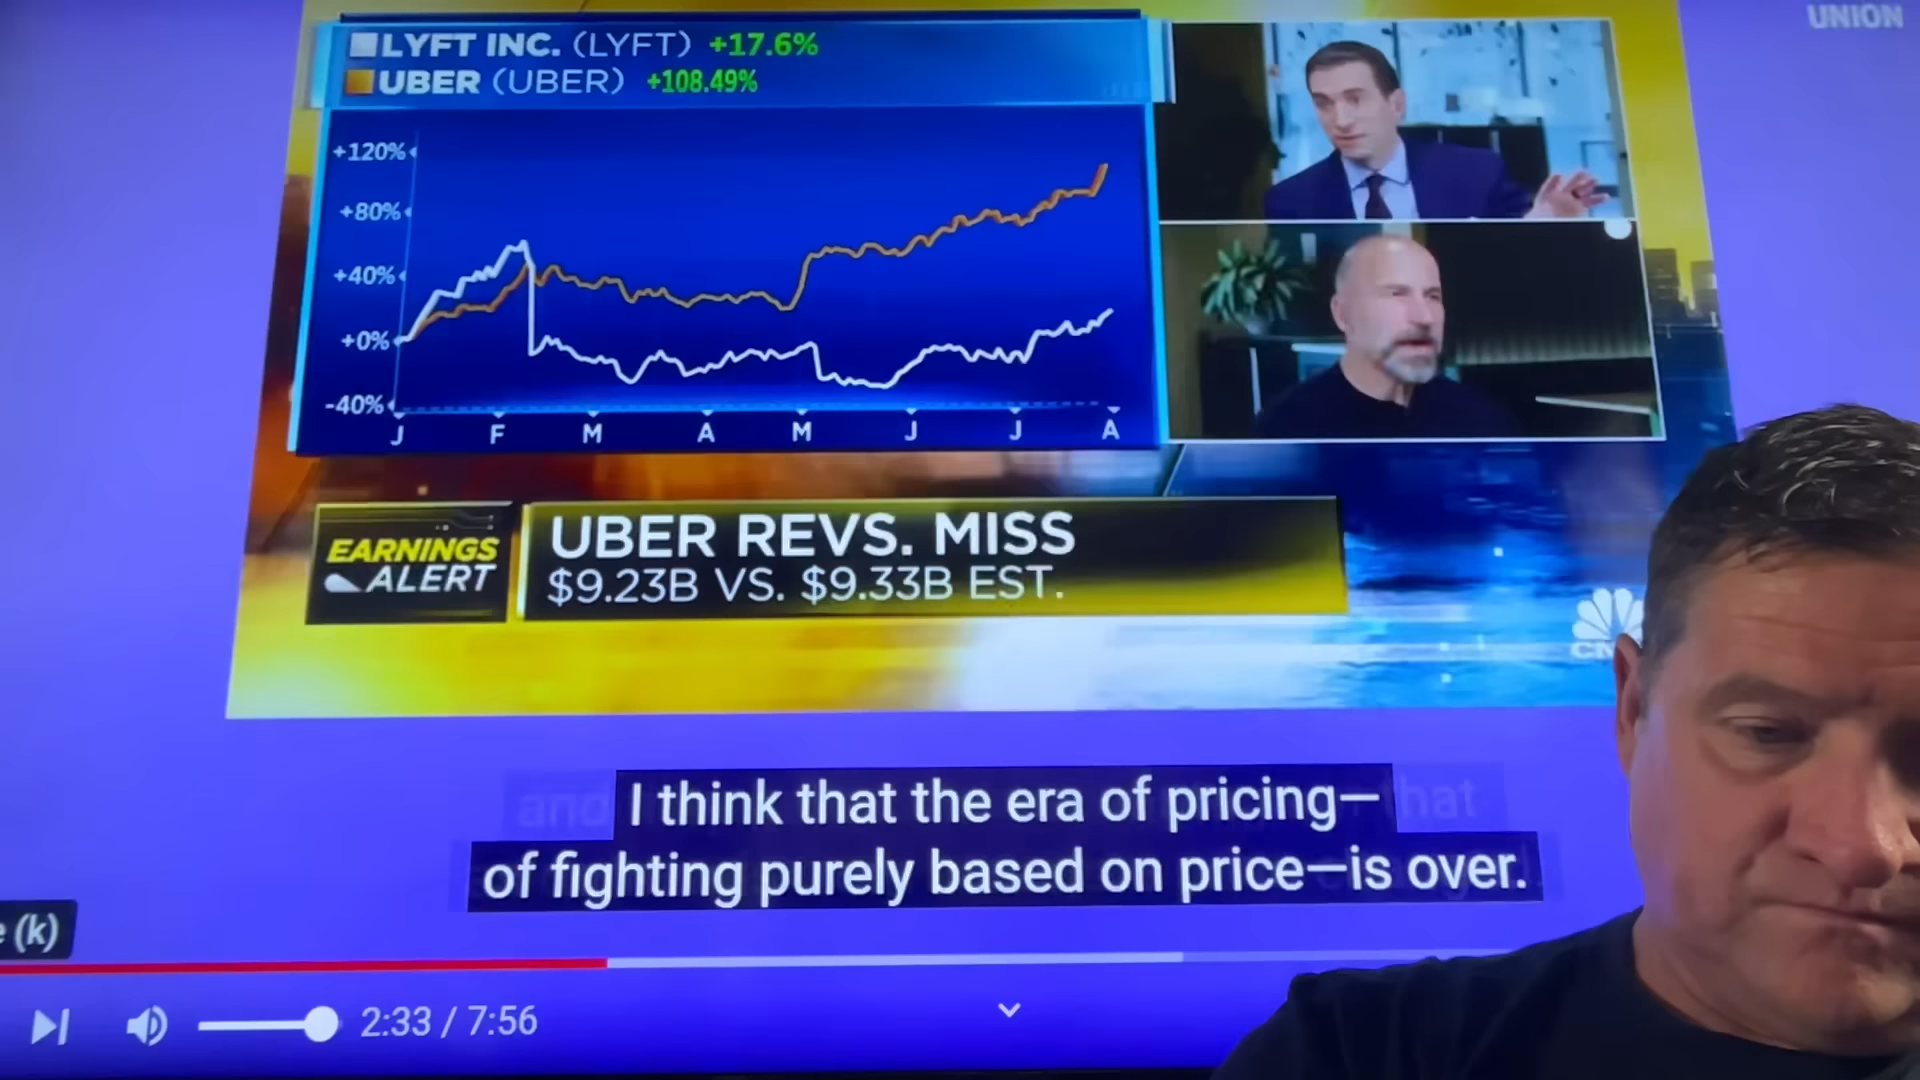 UNION
LYFT INC. (LYFT) +17.6%
UBER (UBER) +108.49%
+120%
+80%
+40%
+0%
-40%
J F M A M J J A
EARNINGS
ALERT
UBER REVS. MISS
$9.23B VS. $9.33B EST.
I think that the era of pricing—
of fighting purely based on price—is over.
(k)
2:33 / 7:56